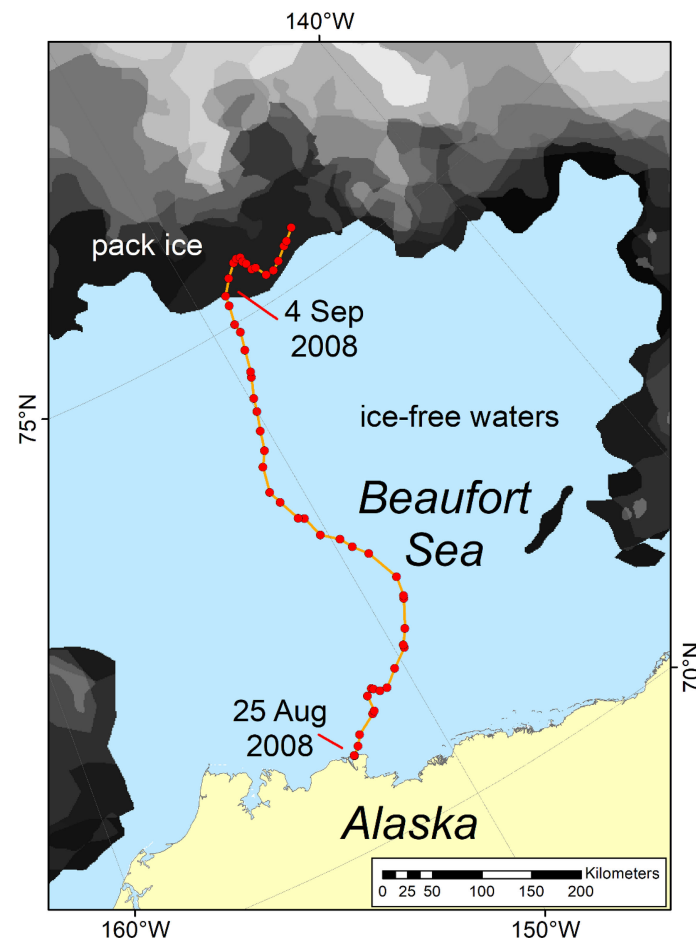 140°W
pack ice
4 Sep
2008
75°N
ice-free waters
Beaufort
Sea
70°N
25 Aug
2008
Alaska
Kilometers
0 25 50 100 150 200
160°W
150°W